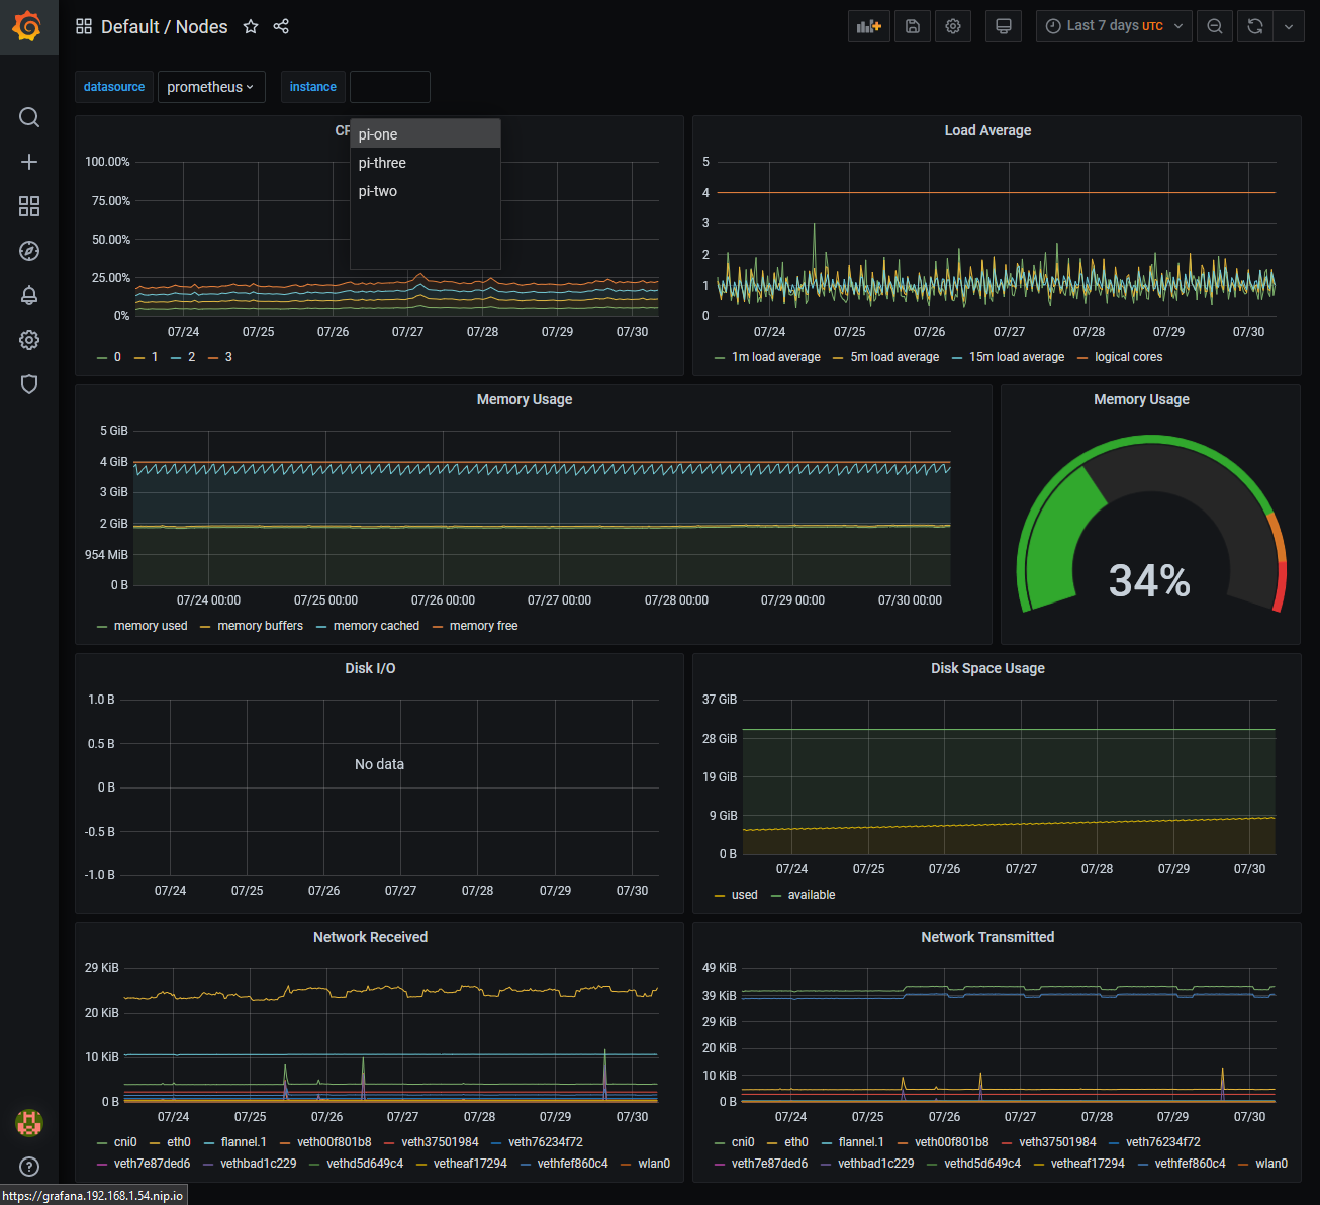 Default / Nodes
Last 7 days UTC
datasource prometheus instance
pi-one
pi-three
pi-two
CP
100.00%
75.00%
50.00%
25.00%
0%
07/24 07/25 07/26 07/27 07/28 07/29 07/30
0 1 2 3
Load Average
5
4
3
2
1
0
07/24 07/25 07/26 07/27 07/28 07/29 07/30
1m load average 5m load average 15m load average logical cores
Memory Usage
5 GiB
4 GiB
3 GiB
2 GiB
954 MiB
0 B
07/24 00:00 07/25 00:00 07/26 00:00 07/27 00:00 07/28 00:00 07/29 00:00 07/30 00:00
memory used memory buffers memory cached memory free
Memory Usage
34%
Disk I/O
1.0 B
0.5 B
0 B
-0.5 B
-1.0 B
No data
07/24 07/25 07/26 07/27 07/28 07/29 07/30
Disk Space Usage
37 GiB
28 GiB
19 GiB
9 GiB
0 B
07/24 07/25 07/26 07/27 07/28 07/29 07/30
used available
Network Received
29 KiB
20 KiB
10 KiB
0 B
07/24 07/25 07/26 07/27 07/28 07/29 07/30
cni0 eth0 flannel.1 veth00f801b8 veth37501984 veth76234f72
veth7e87ded6 vethbad1c229 vethd5d649c4 vetheaf17294 vethfef860c4 wlan0
Network Transmitted
49 KiB
39 KiB
29 KiB
20 KiB
10 KiB
0 B
07/24 07/25 07/26 07/27 07/28 07/29 07/30
cni0 eth0 flannel.1 veth00f801b8 veth37501984 veth76234f72
veth7e87ded6 vethbad1c229 vethd5d649c4 vetheaf17294 vethfef860c4 wlan0
https://grafana.192.168.1.54.nip.io